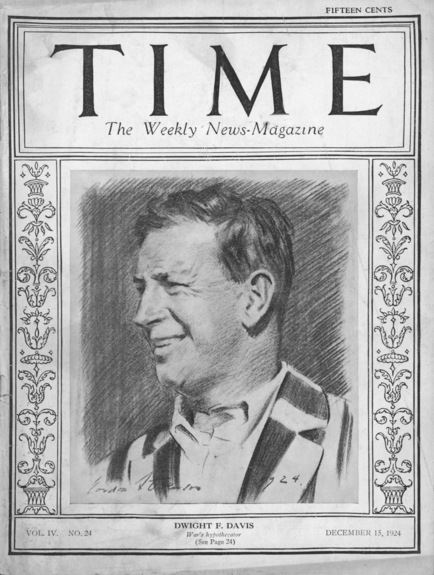 FIFTEEN CENTS
TIME
The Weekly News-Magazine
1924.
DWIGHT F. DAVIS
War's hypothecator
(See Page 24)
VOL. IV. NO. 24
DECEMBER 15, 1924